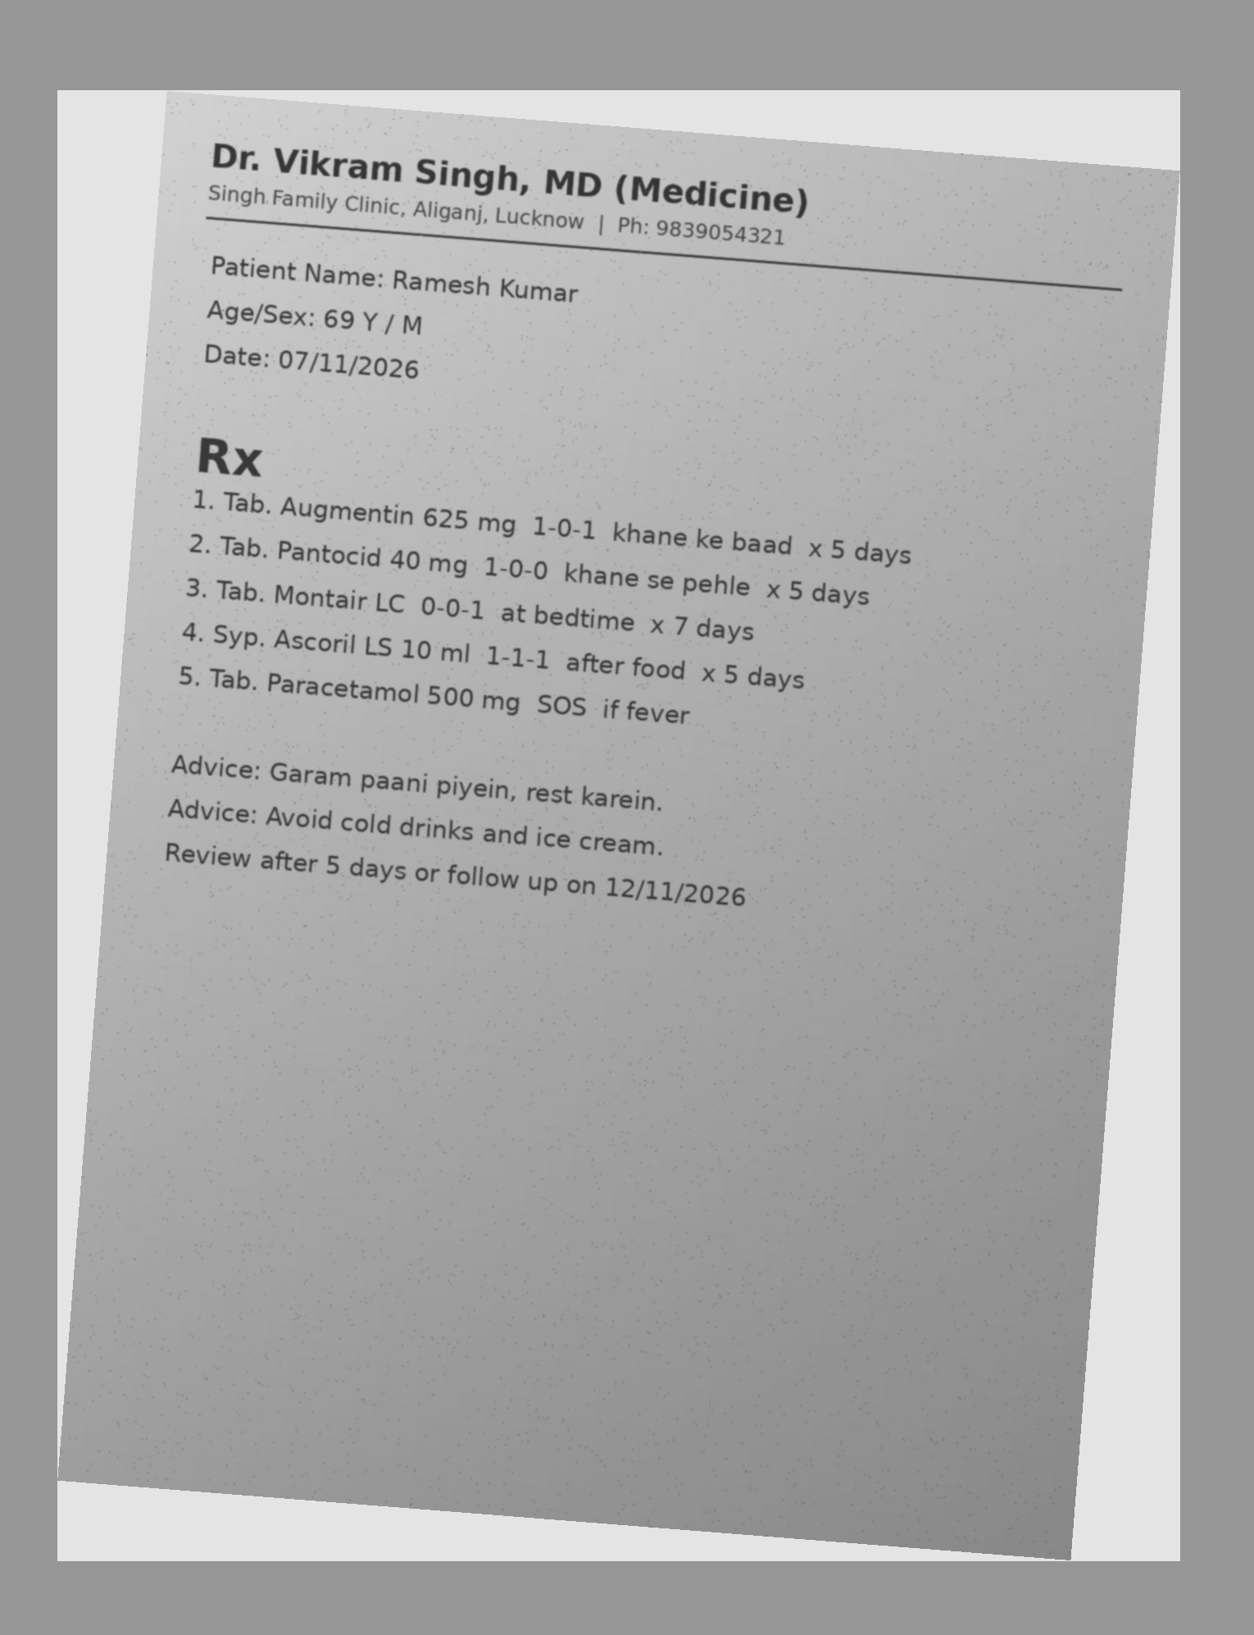 Dr. Vikram Singh, MD (Medicine)
Singh Family Clinic, Aliganj, Lucknow | Ph: 9839054321
Patient Name: Ramesh Kumar
Age/Sex: 69 Y / M
Date: 07/11/2026
Rx
1. Tab. Augmentin 625 mg 1-0-1 khane ke baad x 5 days
2. Tab. Pantocid 40 mg 1-0-0 khane se pehle x 5 days
3. Tab. Montair LC 0-0-1 at bedtime x 7 days
4. Syp. Ascoril LS 10 ml 1-1-1 after food x 5 days
5. Tab. Paracetamol 500 mg SOS if fever
Advice: Garam paani piyein, rest karein.
Advice: Avoid cold drinks and ice cream.
Review after 5 days or follow up on 12/11/2026